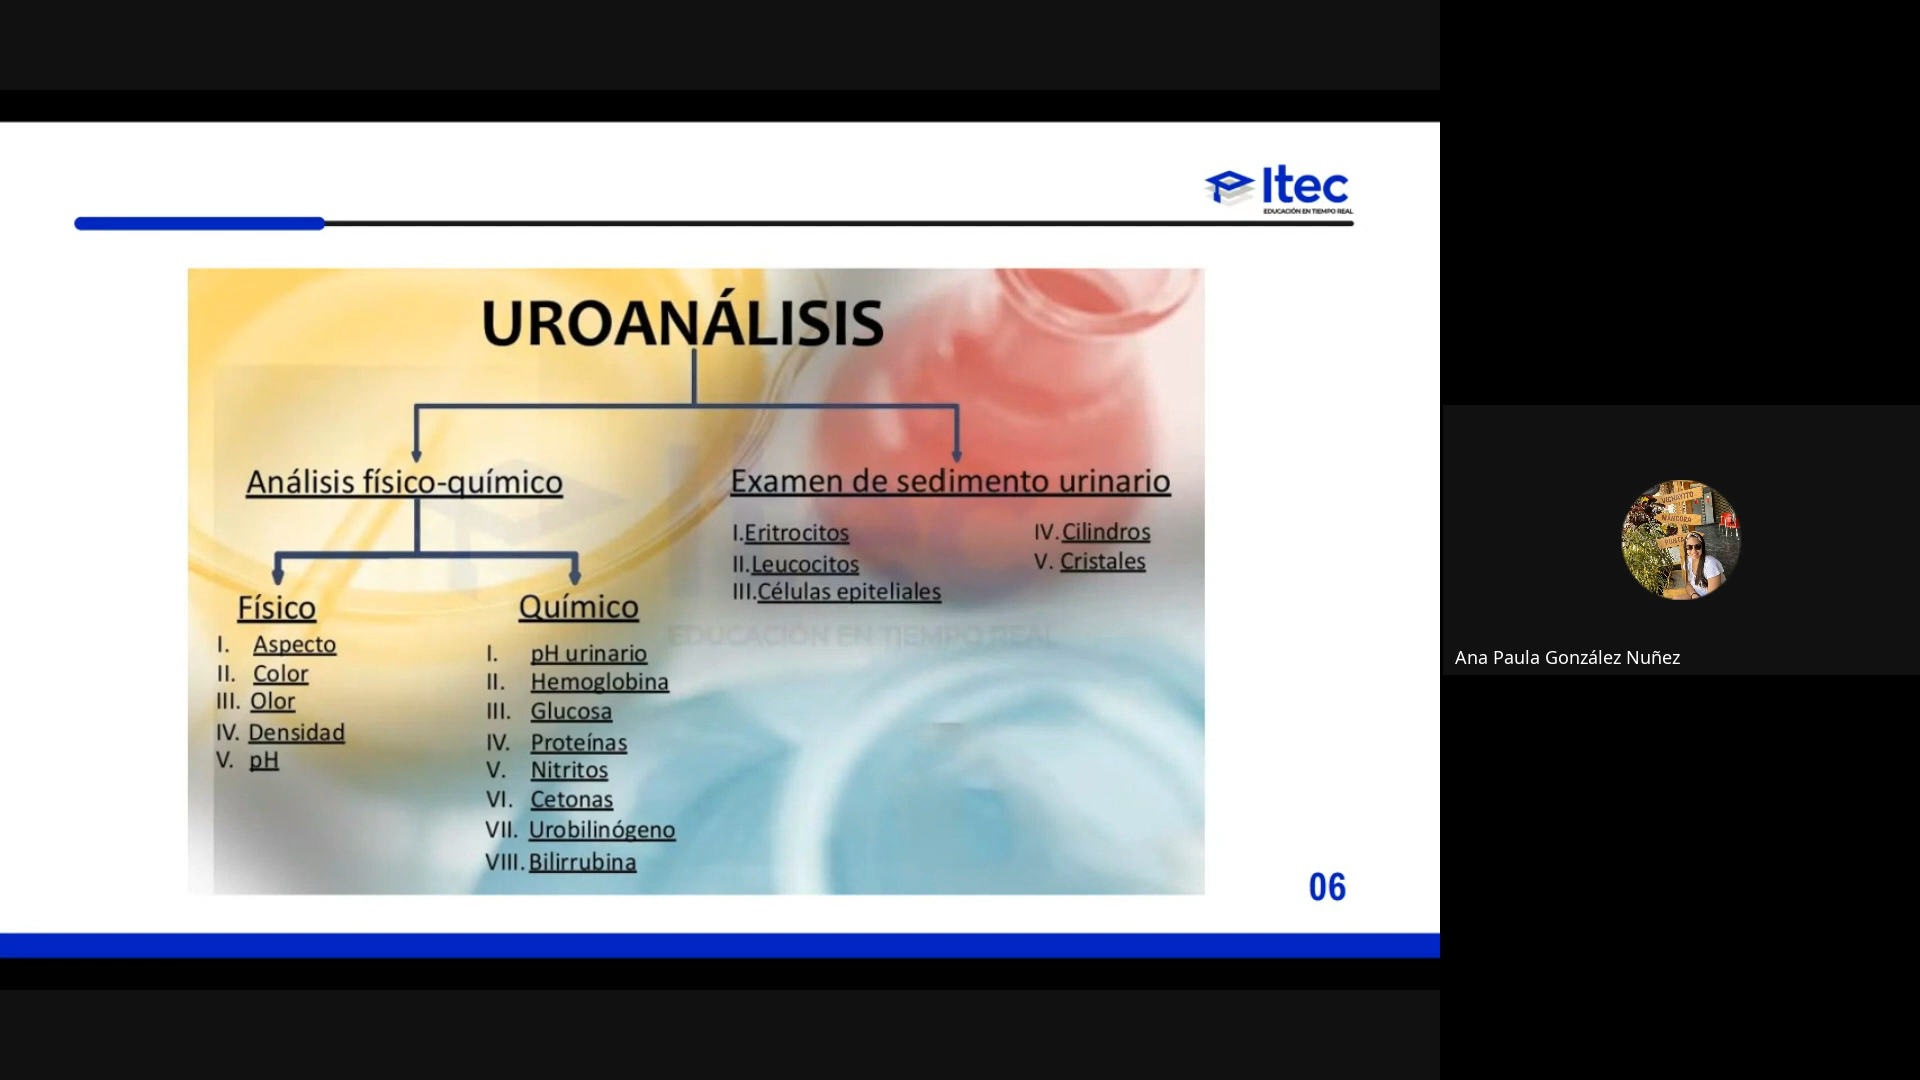 Itec
EDUCACIÓN EN TIEMPO REAL
UROANÁLISIS
Análisis físico-químico
Examen de sedimento urinario
I.Eritrocitos
II.Leucocitos
III.Células epiteliales
IV.Cilindros
V. Cristales
Físico
I. Aspecto
II. Color
III. Olor
IV. Densidad
V. pH
Químico
I. pH urinario
II. Hemoglobina
III. Glucosa
IV. Proteínas
V. Nitritos
VI. Cetonas
VII. Urobilinógeno
VIII. Bilirrubina
EDUCACIÓN EN TIEMPO REAL
06
VICHAYITO
MÁNCORA
Ana Paula González Nuñez